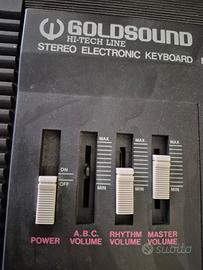 GOLDSOUND
HI-TECH LINE
STEREO ELECTRONIC KEYBOARD
MAX
MAX
MAX
ON
OFF
MIN
MIN
MIN
POWER
A.B.C.
VOLUME
RHYTHM
VOLUME
MASTER
VOLUME
subito